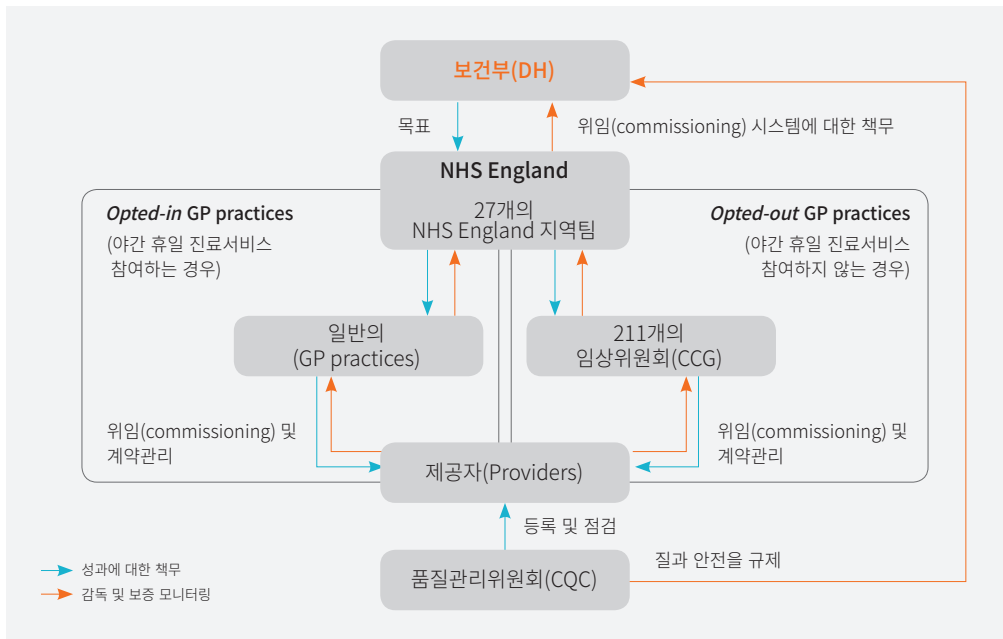 보건부(DH)
목표
위임(commissioning) 시스템에 대한 책무
NHS England
27개의
NHS England 지역팀
Opted-in GP practices
(야간 휴일 진료서비스
참여하는 경우)
Opted-out GP practices
(야간 휴일 진료서비스
참여하지 않는 경우)
일반의
(GP practices)
211개의
임상위원회(CCG)
위임(commissioning) 및
계약관리
위임(commissioning) 및
계약관리
제공자(Providers)
등록 및 점검
품질관리위원회(CQC)
질과 안전을 규제
성과에 대한 책무
감독 및 보증 모니터링